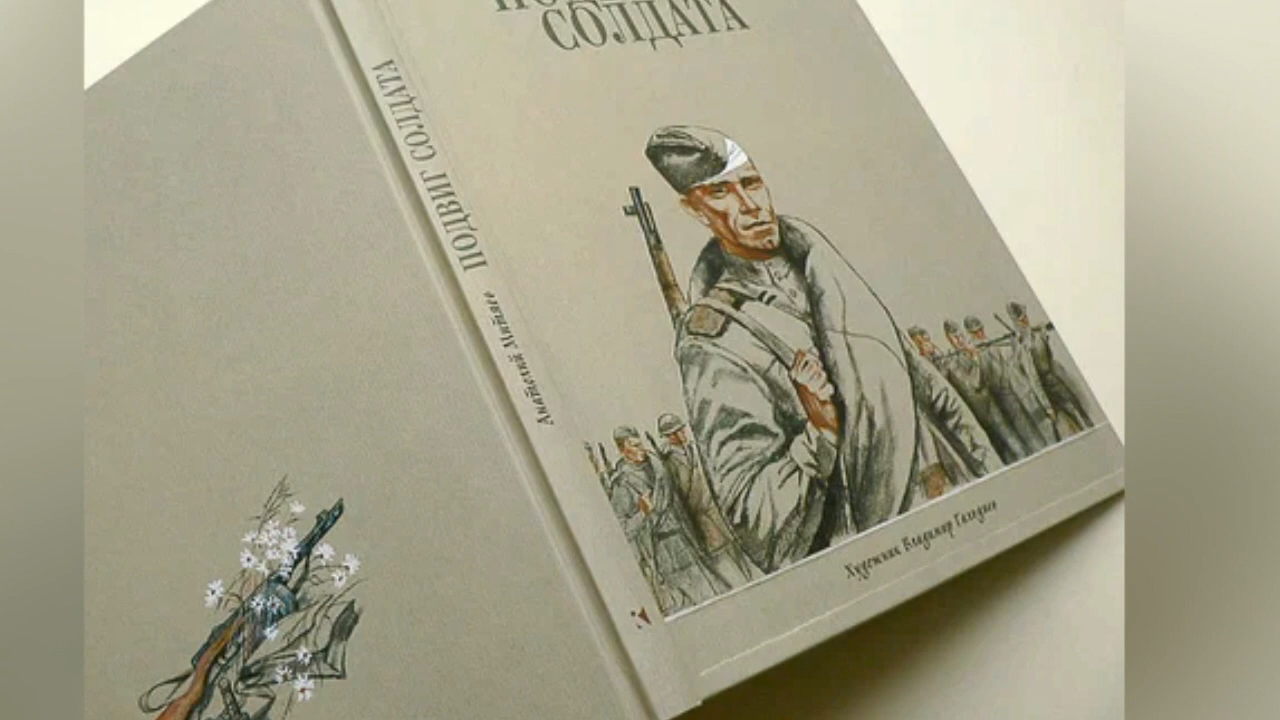 СОЛДАТА
ПОДВИГ СОЛДАТА
Анатолий Митяев
Художник Владимир Гальдяев